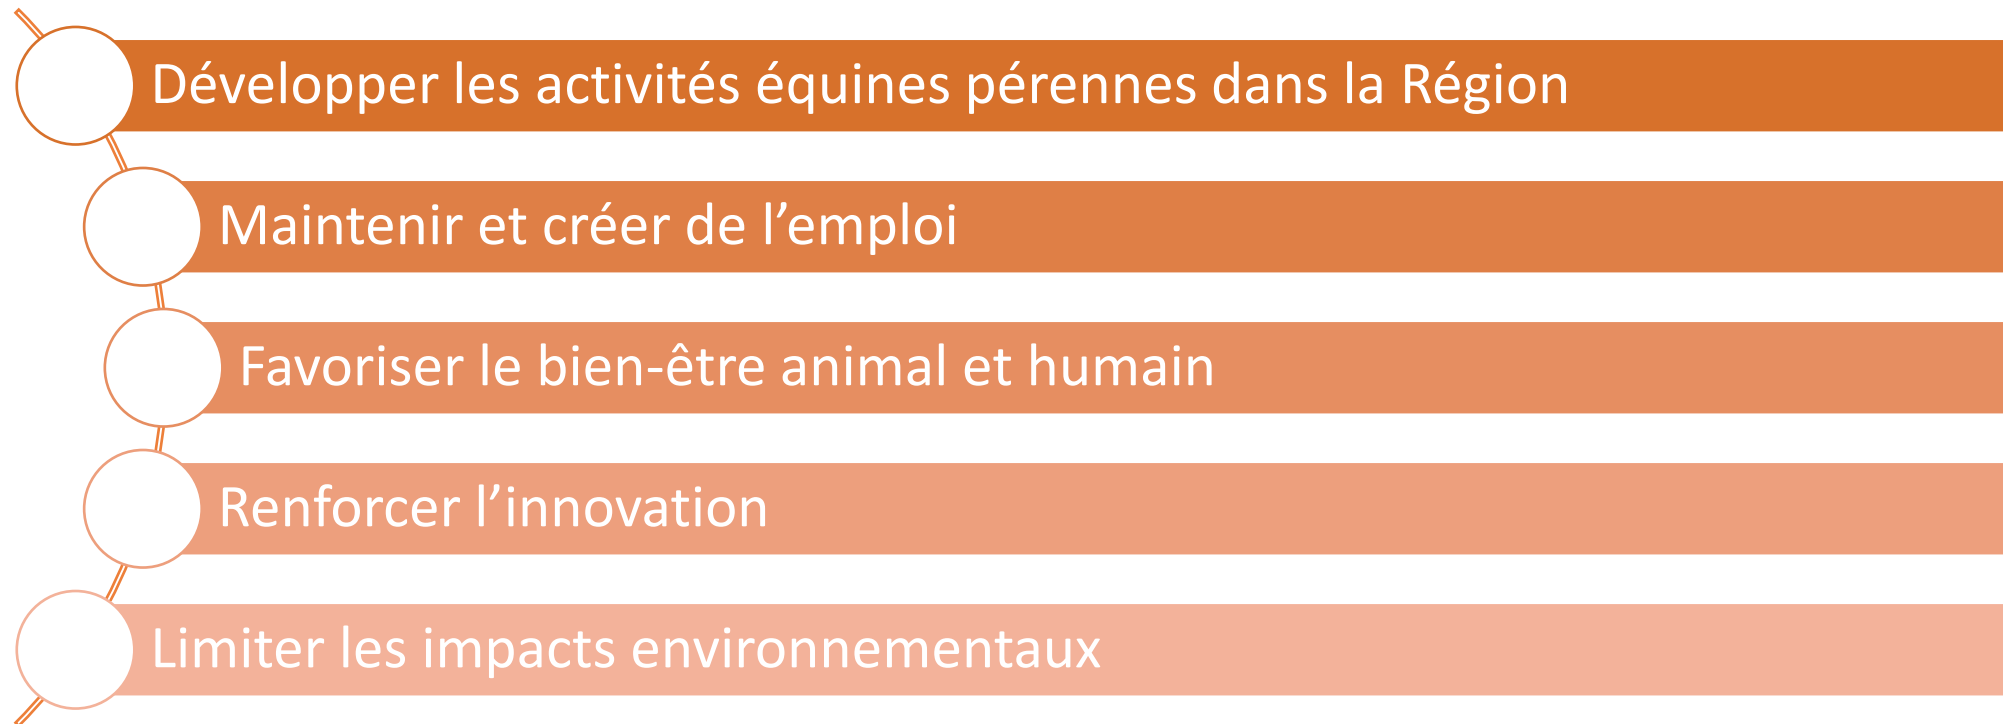 Développer les activités équines pérennes dans la Région
Maintenir et créer de l’emploi
Favoriser le bien-être animal et humain
Renforcer l’innovation
Limiter les impacts environnementaux